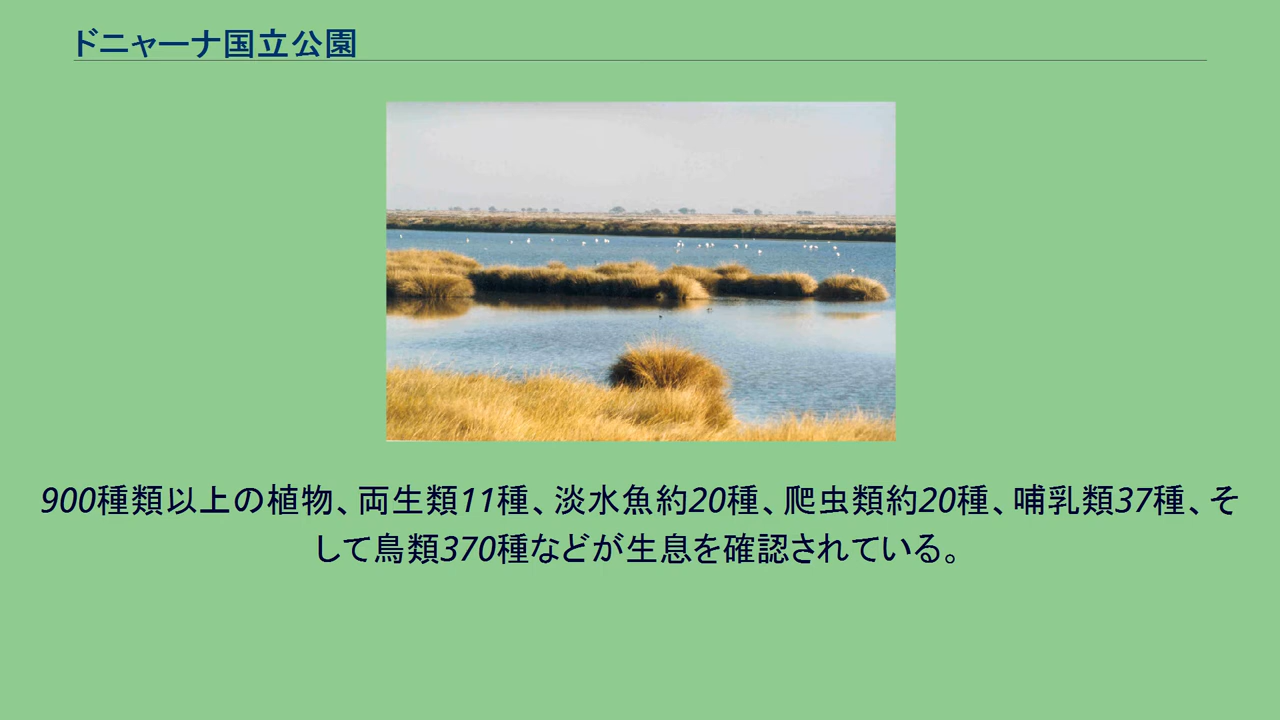 ドニャーナ国立公園
900種類以上の植物、両生類11種、淡水魚約20種、爬虫類約20種、哺乳類37種、そ
して鳥類370種などが生息を確認されている。